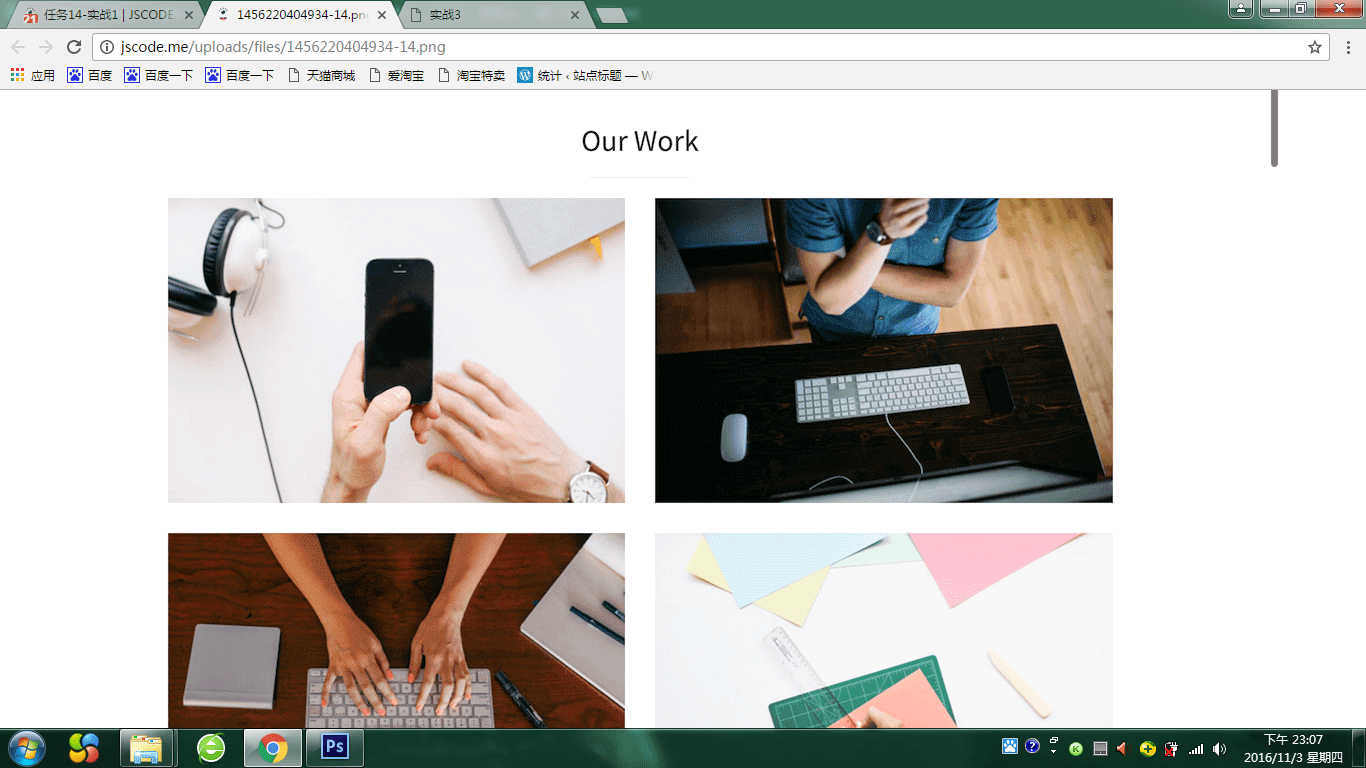 任务14-实战1 | JSCODE
1456220404934-14.pn
实战3
jscode.me/uploads/files/1456220404934-14.png
应用
百度
百度一下
百度一下
天猫商城
爱淘宝
淘宝特卖
统计 ‹ 站点标题 — W
Our Work
Ps
下午 23:07
2016/11/3 星期四